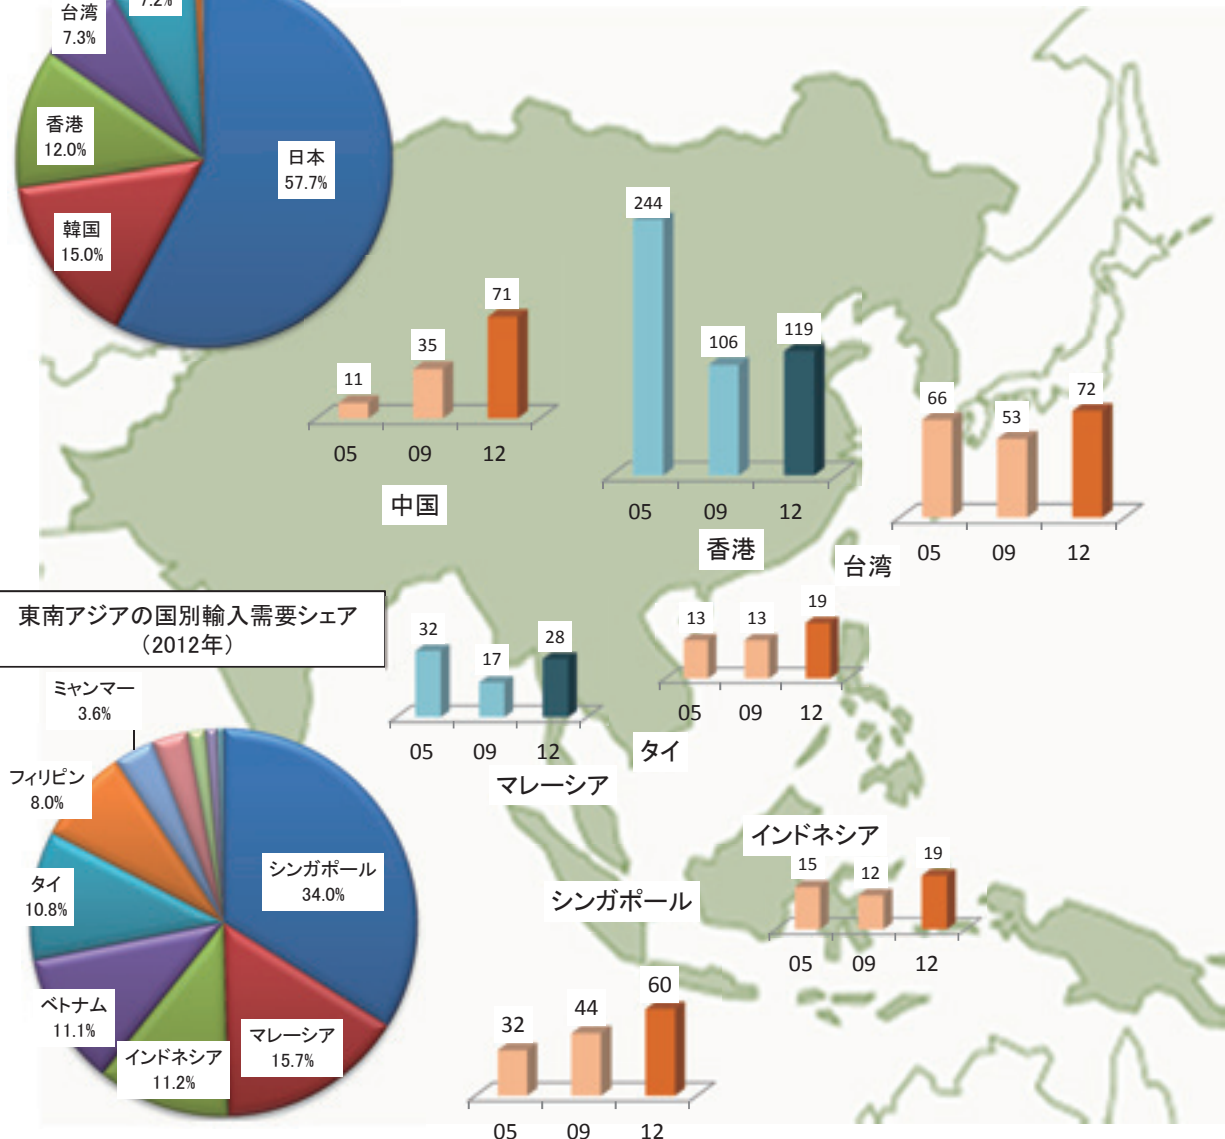 7.2%
台湾
7.3%
香港
12.0%
日本
57.7%
韓国
15.0%
11
35
71
05
09
12
中国
244
106
119
05
09
12
香港
66
53
72
05
09
12
台湾
東南アジアの国別輸入需要シェア
（2012年）
32
17
28
05
09
12
マレーシア
13
13
19
05
09
12
タイ
ミャンマー
3.6%
フィリピン
8.0%
タイ
10.8%
ベトナム
11.1%
インドネシア
11.2%
マレーシア
15.7%
シンガポール
34.0%
インドネシア
15
12
19
05
09
12
シンガポール
32
44
60
05
09
12